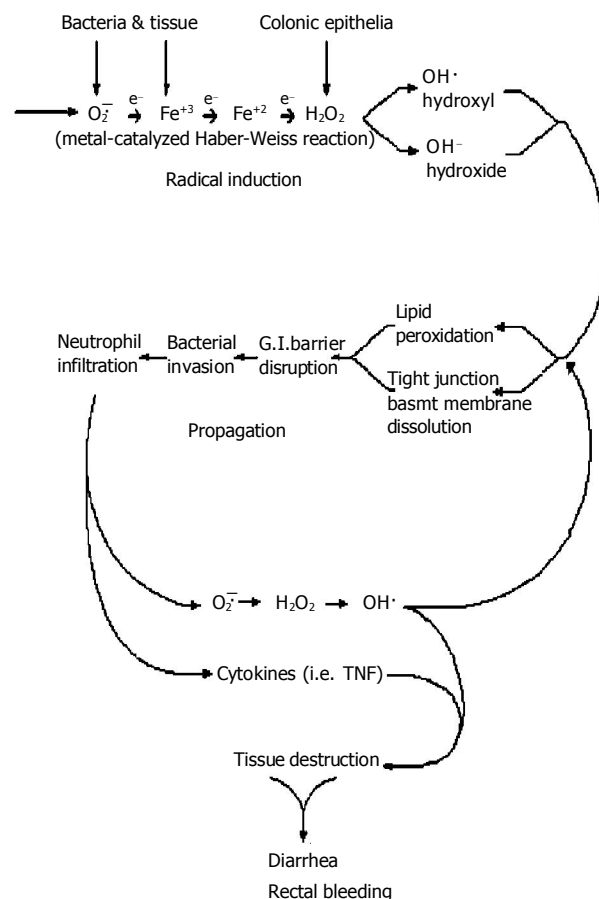 Bacteria & tissue
Colonic epithelia
O₂•̄ e⁻ Fe⁺³ e⁻ Fe⁺² e⁻ H₂O₂
(metal-catalyzed Haber-Weiss reaction)
OH•
hydroxyl
OH⁻
hydroxide
Radical induction
Lipid
peroxidation
Neutrophil
infiltration
Bacterial
invasion
G.I.barrier
disruption
Tight junction
basmt membrane
dissolution
Propagation
O₂•̄ H₂O₂ OH•
Cytokines (i.e. TNF)
Tissue destruction
Diarrhea
Rectal bleeding